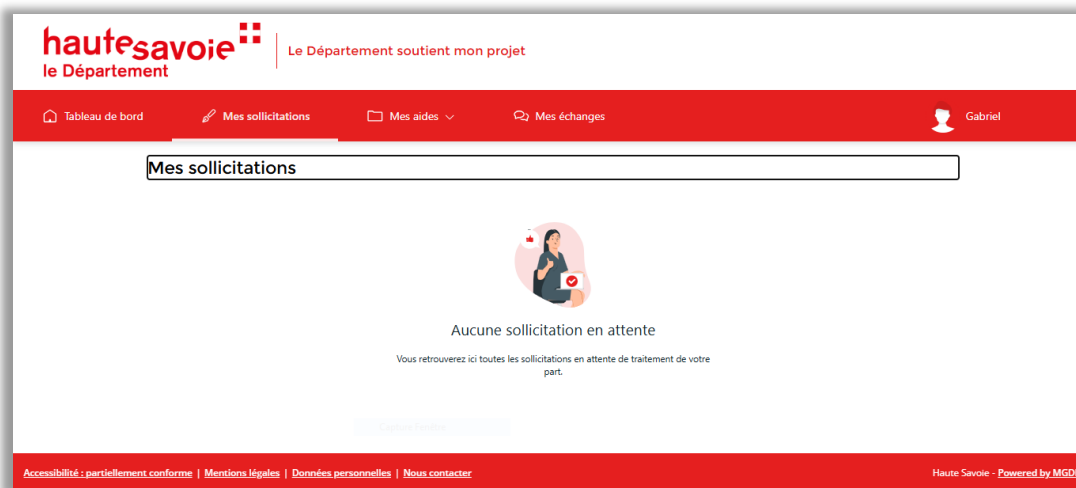 hautesavoie
le Département
Le Département soutient mon projet
Tableau de bord
Mes sollicitations
Mes aides
Mes échanges
Gabriel
Mes sollicitations
Aucune sollicitation en attente
Vous retrouverez ici toutes les sollicitations en attente de traitement de votre
part.
Accessibilité : partiellement conforme | Mentions légales | Données personnelles | Nous contacter
Haute Savoie - Powered by MGDI